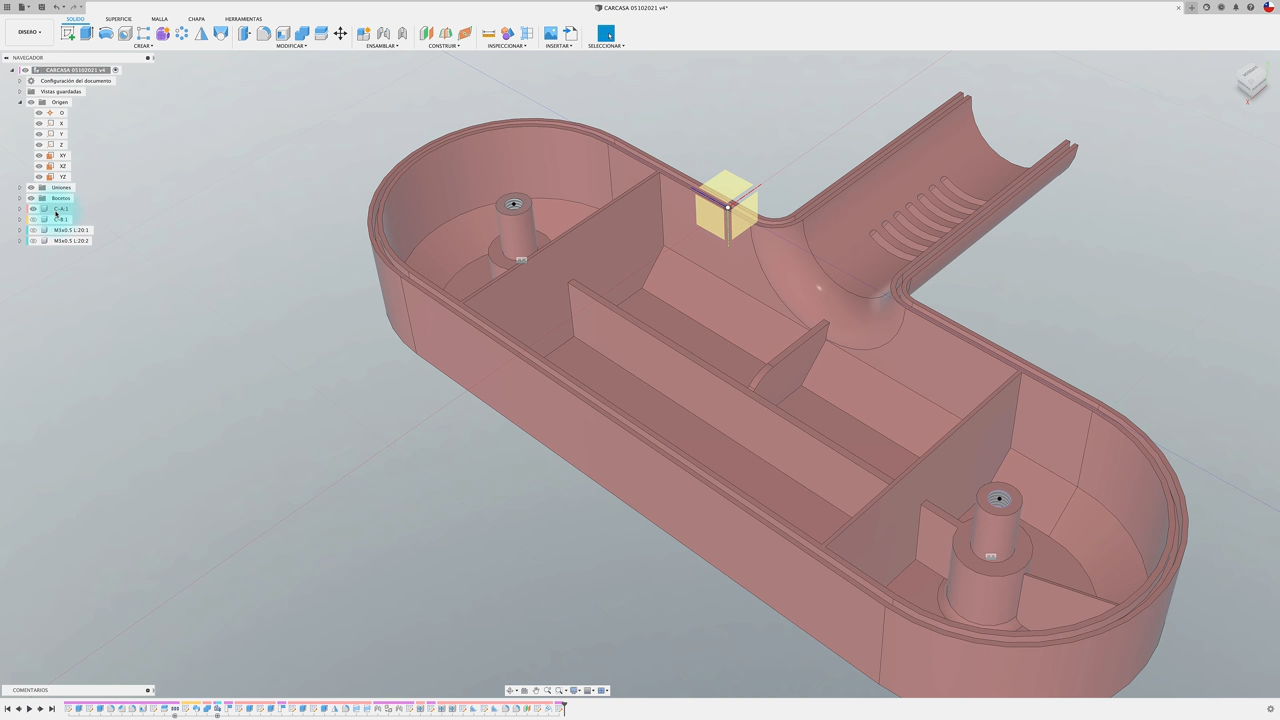 CARCASA 05102021 v4*
SÓLIDO SUPERFICIE MALLA CHAPA HERRAMIENTAS
DISEÑO
CREAR MODIFICAR ENSAMBLAR CONSTRUIR INSPECCIONAR INSERTAR SELECCIONAR
NAVEGADOR
CARCASA 05102021 v4
Configuración del documento
Vistas guardadas
Origen
O
X
Y
Z
XY
XZ
YZ
Uniones
Bocetos
C-A:1
C-B:1
M3x0.5 L:20:1
M3x0.5 L:20:2
COMENTARIOS